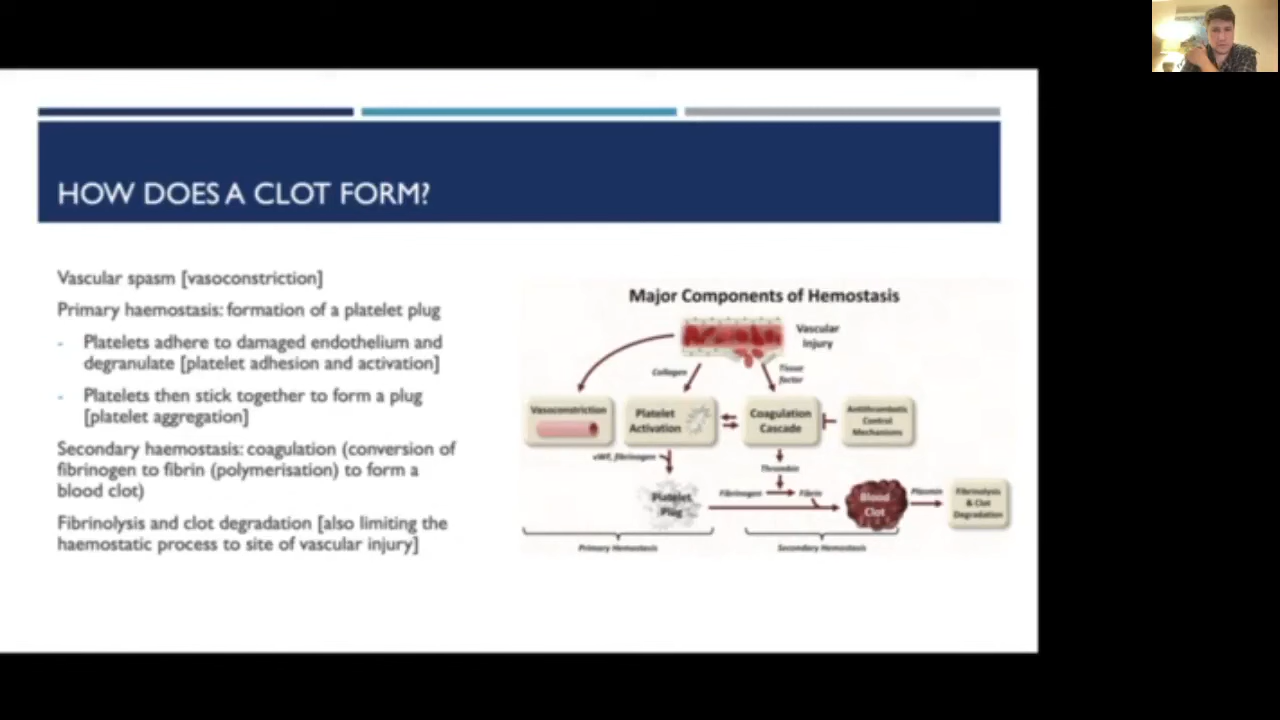 HOW DOES A CLOT FORM?
Vascular spasm [vasoconstriction]
Primary haemostasis: formation of a platelet plug
- Platelets adhere to damaged endothelium and
degranulate [platelet adhesion and activation]
- Platelets then stick together to form a plug
[platelet aggregation]
Secondary haemostasis: coagulation (conversion of
fibrinogen to fibrin (polymerisation) to form a
blood clot)
Fibrinolysis and clot degradation [also limiting the
haemostatic process to site of vascular injury]
Major Components of Hemostasis
Vascular
Injury
Collagen
Tissue
factor
Vasoconstriction
Platelet
Activation
Coagulation
Cascade
Antithrombotic
Control
Mechanisms
vWF, fibrinogen
Thrombin
Platelet
Plug
Fibrinogen
Fibrin
Blood
Clot
Plasmin
Fibrinolysis
& Clot
Degradation
Primary Hemostasis
Secondary Hemostasis